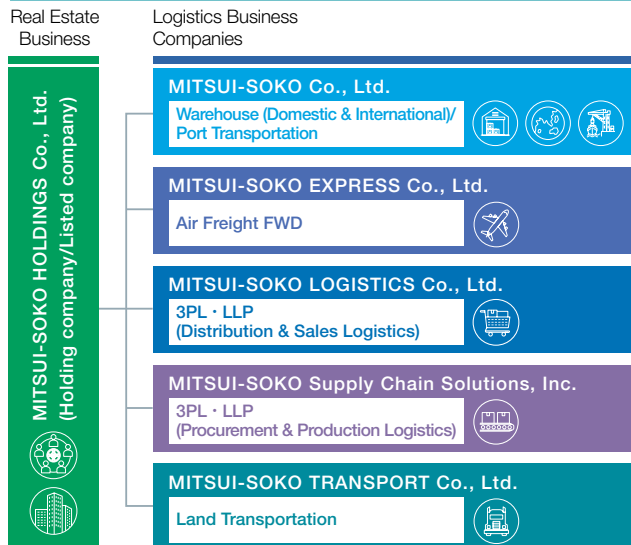 Real Estate
Business
Logistics Business
Companies
MITSUI-SOKO HOLDINGS Co., Ltd.
(Holding company/Listed company)
MITSUI-SOKO Co., Ltd.
Warehouse (Domestic & International)/
Port Transportation
MITSUI-SOKO EXPRESS Co., Ltd.
Air Freight FWD
MITSUI-SOKO LOGISTICS Co., Ltd.
3PL・LLP
(Distribution & Sales Logistics)
MITSUI-SOKO Supply Chain Solutions, Inc.
3PL・LLP
(Procurement & Production Logistics)
MITSUI-SOKO TRANSPORT Co., Ltd.
Land Transportation